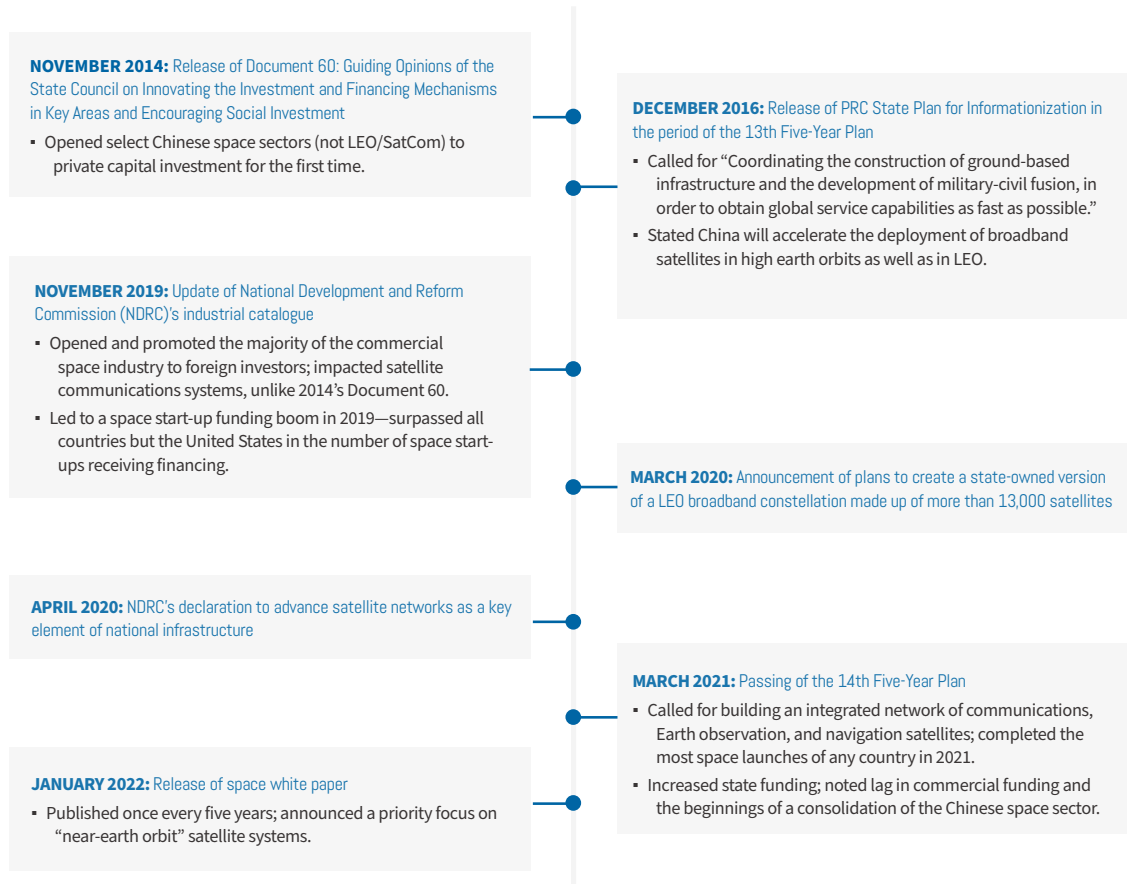 NOVEMBER 2014: Release of Document 60: Guiding Opinions of the
State Council on Innovating the Investment and Financing Mechanisms
in Key Areas and Encouraging Social Investment
▪ Opened select Chinese space sectors (not LEO/SatCom) to
private capital investment for the first time.
DECEMBER 2016: Release of PRC State Plan for Informationization in
the period of the 13th Five-Year Plan
▪ Called for “Coordinating the construction of ground-based
infrastructure and the development of military-civil fusion, in
order to obtain global service capabilities as fast as possible.”
▪ Stated China will accelerate the deployment of broadband
satellites in high earth orbits as well as in LEO.
NOVEMBER 2019: Update of National Development and Reform
Commission (NDRC)’s industrial catalogue
▪ Opened and promoted the majority of the commercial
space industry to foreign investors; impacted satellite
communications systems, unlike 2014’s Document 60.
▪ Led to a space start-up funding boom in 2019—surpassed all
countries but the United States in the number of space start-
ups receiving financing.
MARCH 2020: Announcement of plans to create a state-owned version
of a LEO broadband constellation made up of more than 13,000 satellites
APRIL 2020: NDRC’s declaration to advance satellite networks as a key
element of national infrastructure
MARCH 2021: Passing of the 14th Five-Year Plan
▪ Called for building an integrated network of communications,
Earth observation, and navigation satellites; completed the
most space launches of any country in 2021.
▪ Increased state funding; noted lag in commercial funding and
the beginnings of a consolidation of the Chinese space sector.
JANUARY 2022: Release of space white paper
▪ Published once every five years; announced a priority focus on
“near-earth orbit” satellite systems.